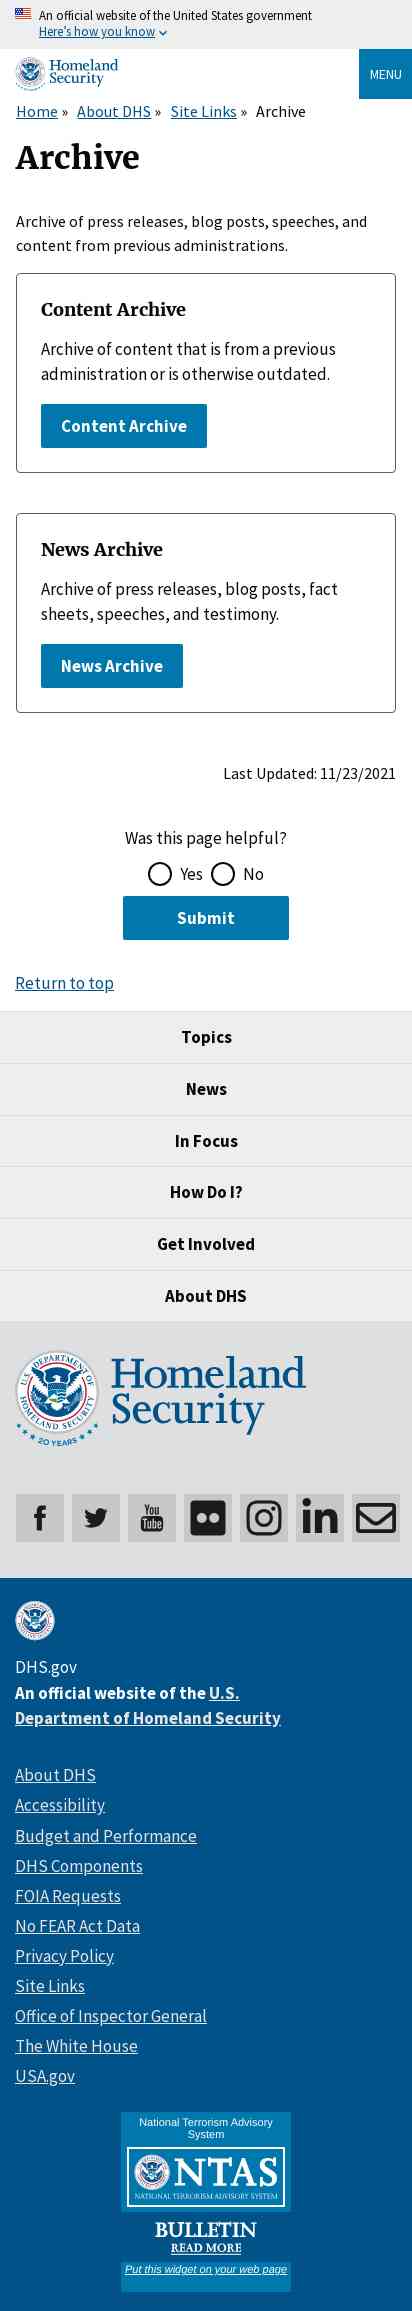 An official website of the United States government
Here's how you know
Homeland
Security
MENU
Home » About DHS » Site Links » Archive
Archive
Archive of press releases, blog posts, speeches, and
content from previous administrations.
Content Archive
Archive of content that is from a previous
administration or is otherwise outdated.
Content Archive
News Archive
Archive of press releases, blog posts, fact
sheets, speeches, and testimony.
News Archive
Last Updated: 11/23/2021
Was this page helpful?
Yes No
Submit
Return to top
Topics
News
In Focus
How Do I?
Get Involved
About DHS
U.S. DEPARTMENT OF
HOMELAND SECURITY
20 YEARS
Homeland
Security
You
Tube
in
DHS.gov
An official website of the U.S.
Department of Homeland Security
About DHS
Accessibility
Budget and Performance
DHS Components
FOIA Requests
No FEAR Act Data
Privacy Policy
Site Links
Office of Inspector General
The White House
USA.gov
National Terrorism Advisory
System
NTAS
NATIONAL TERRORISM ADVISORY SYSTEM
BULLETIN
READ MORE
Put this widget on your web page